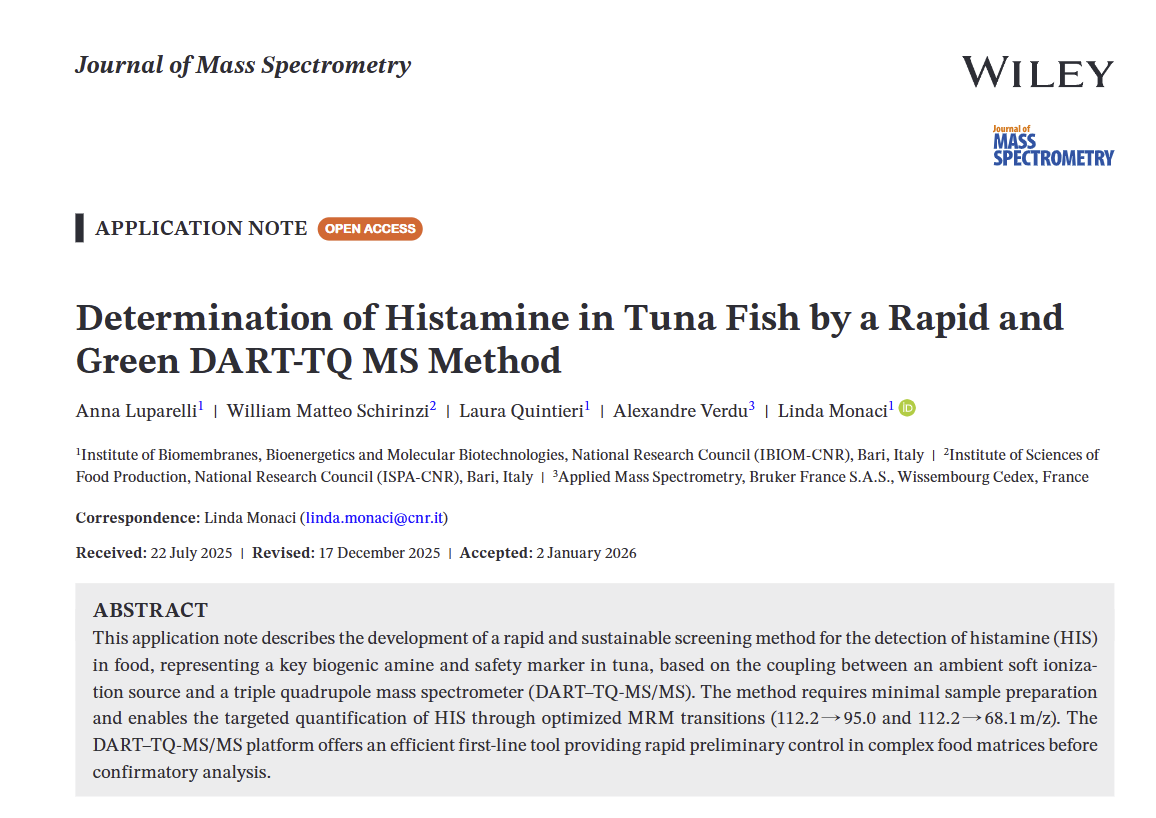 Journal of Mass Spectrometry
WILEY
Journal of
MASS
SPECTROMETRY
APPLICATION NOTE OPEN ACCESS
Determination of Histamine in Tuna Fish by a Rapid and
Green DART-TQ MS Method
Anna Luparelli1 | William Matteo Schirinzi2 | Laura Quintieri1 | Alexandre Verdu3 | Linda Monaci1 iD
1Institute of Biomembranes, Bioenergetics and Molecular Biotechnologies, National Research Council (IBIOM-CNR), Bari, Italy | 2Institute of Sciences of
Food Production, National Research Council (ISPA-CNR), Bari, Italy | 3Applied Mass Spectrometry, Bruker France S.A.S., Wissembourg Cedex, France
Correspondence: Linda Monaci (linda.monaci@cnr.it)
Received: 22 July 2025 | Revised: 17 December 2025 | Accepted: 2 January 2026
ABSTRACT
This application note describes the development of a rapid and sustainable screening method for the detection of histamine (HIS)
in food, representing a key biogenic amine and safety marker in tuna, based on the coupling between an ambient soft ioniza-
tion source and a triple quadrupole mass spectrometer (DART–TQ-MS/MS). The method requires minimal sample preparation
and enables the targeted quantification of HIS through optimized MRM transitions (112.2→95.0 and 112.2→68.1 m/z). The
DART–TQ-MS/MS platform offers an efficient first-line tool providing rapid preliminary control in complex food matrices before
confirmatory analysis.